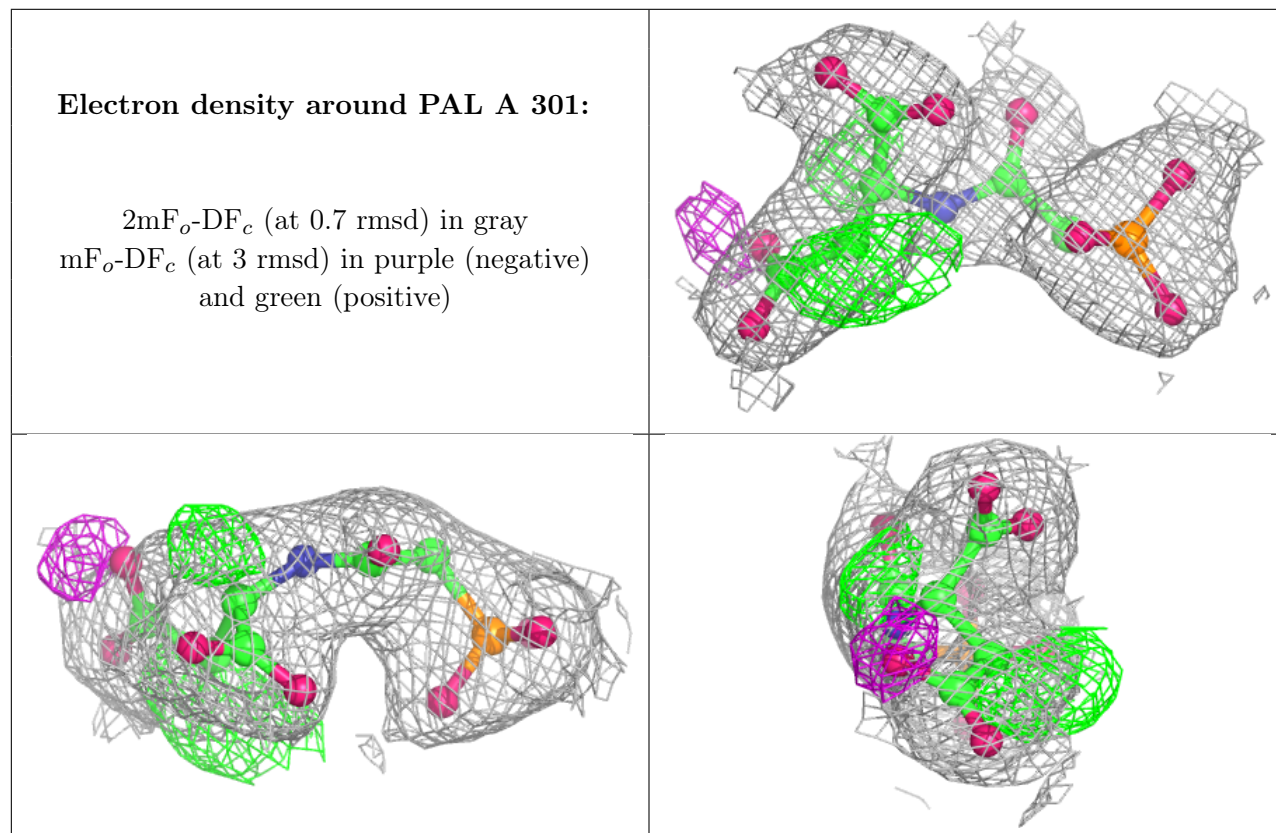 Electron density around PAL A 301:
2mFo-DFc (at 0.7 rmsd) in gray
mFo-DFc (at 3 rmsd) in purple (negative)
and green (positive)